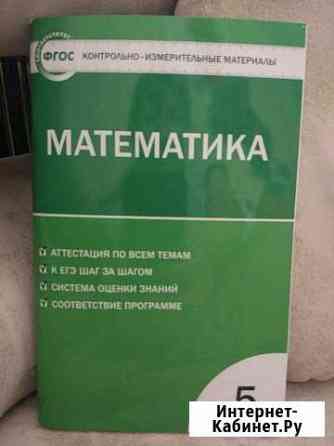 ФГОС
КОНТРОЛЬНО-ИЗМЕРИТЕЛЬНЫЕ МАТЕРИАЛЫ
МАТЕМАТИКА
АТТЕСТАЦИЯ ПО ВСЕМ ТЕМАМ
К ЕГЭ ШАГ ЗА ШАГОМ
СИСТЕМА ОЦЕНКИ ЗНАНИЙ
СООТВЕТСТВИЕ ПРОГРАММЕ
5
Интернет-
Кабинет.Ру